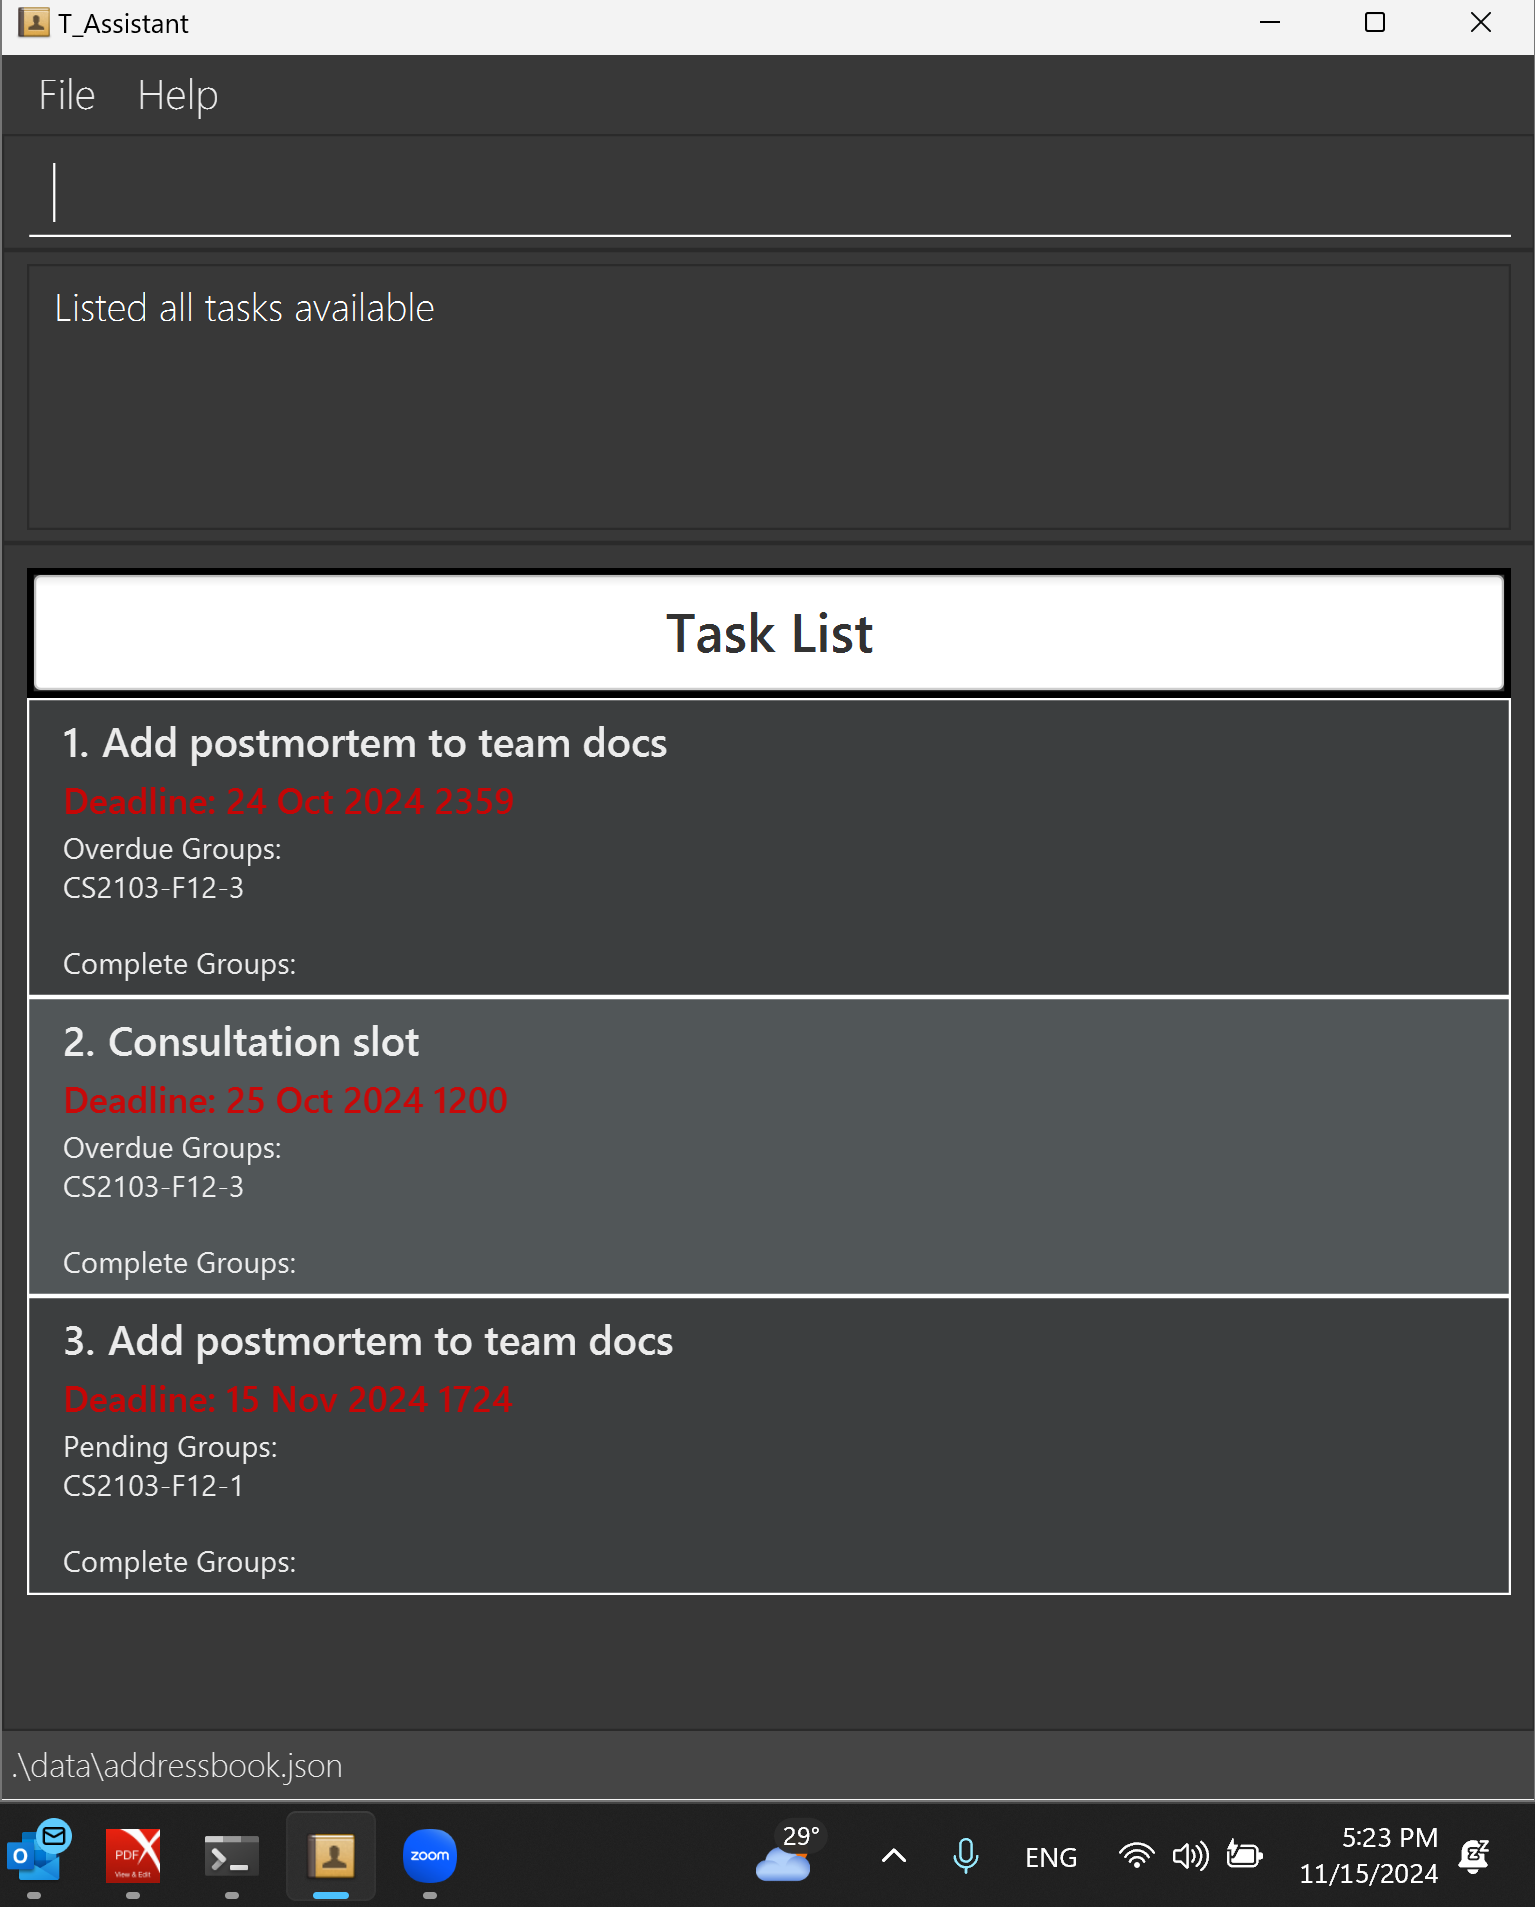 T_Assistant
File Help
Listed all tasks available
Task List
1. Add postmortem to team docs
Deadline: 24 Oct 2024 2359
Overdue Groups:
CS2103-F12-3
Complete Groups:
2. Consultation slot
Deadline: 25 Oct 2024 1200
Overdue Groups:
CS2103-F12-3
Complete Groups:
3. Add postmortem to team docs
Deadline: 15 Nov 2024 1724
Pending Groups:
CS2103-F12-1
Complete Groups:
.\data\addressbook.json
O
PDF
View & Edit
zoom
29°
ENG
5:23 PM
11/15/2024